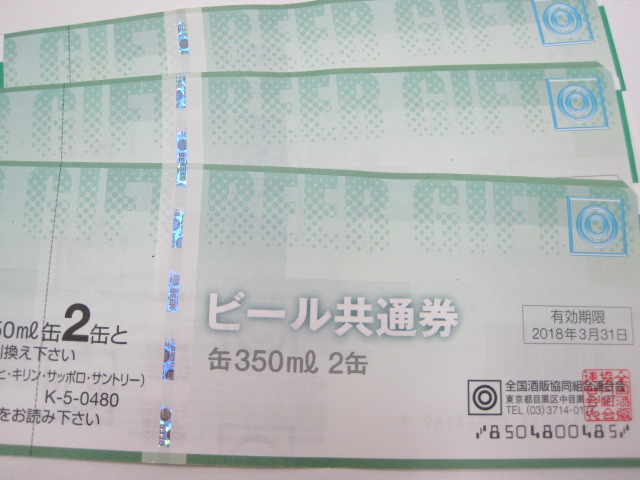 BEER GIFT
BEER GIFT
BEER GIFT
50ml缶2缶と
引換え下さい
ヒ・キリン・サッポロ・サントリー)
K-5-0480
をお読み下さい
ビール共通券
缶350ml 2缶
有効期限
2018年3月31日
全国酒販協同組合連合会
東京都目黒区中目黒
TEL (03) 3714-01
8504800485